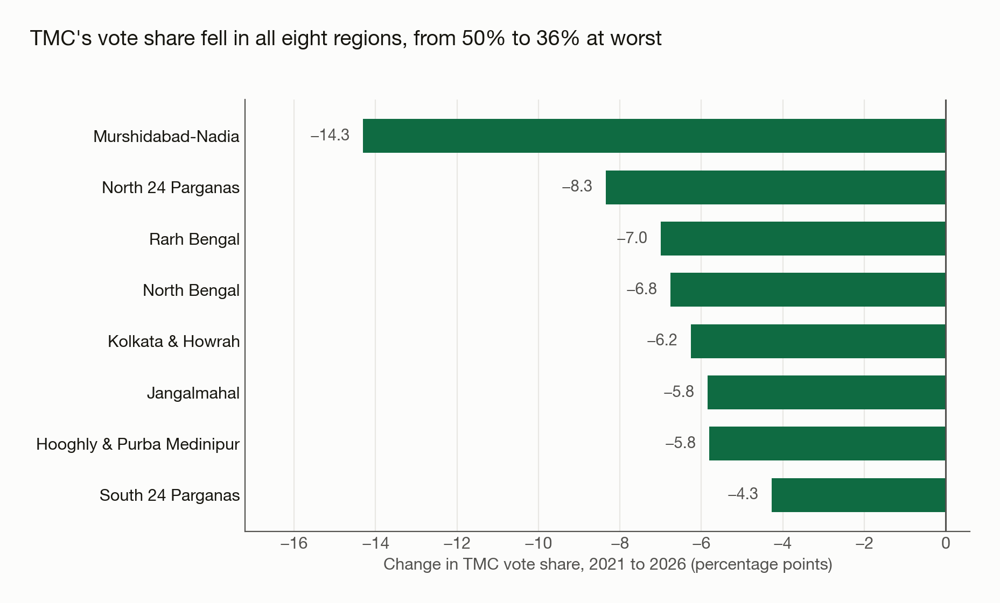 TMC's vote share fell in all eight regions, from 50% to 36% at worst
Murshidabad-Nadia –14.3
North 24 Parganas –8.3
Rarh Bengal –7.0
North Bengal –6.8
Kolkata & Howrah –6.2
Jangalmahal –5.8
Hooghly & Purba Medinipur –5.8
South 24 Parganas –4.3
–16 –14 –12 –10 –8 –6 –4 –2 0
Change in TMC vote share, 2021 to 2026 (percentage points)